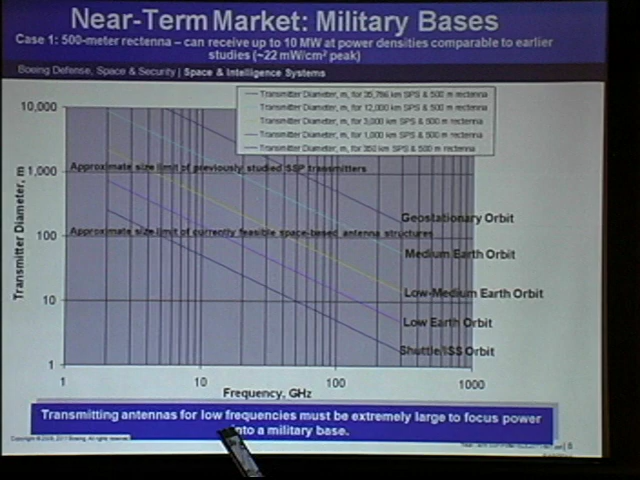 Near-Term Market: Military Bases
Case 1: 500-meter rectenna – can receive up to 10 MW at power densities comparable to earlier
studies (~22 mW/cm² peak)
Boeing Defense, Space & Security | Space & Intelligence Systems
Transmitter Diameter, m, for 35,786 km SPS & 500 m rectenna
Transmitter Diameter, m, for 12,000 km SPS & 500 m rectenna
Transmitter Diameter, m, for 3,000 km SPS & 500 m rectenna
Transmitter Diameter, m, for 1,000 km SPS & 500 m rectenna
Transmitter Diameter, m, for 350 km SPS & 500 m rectenna
Transmitter Diameter, m
10,000
1,000
100
10
1
Approximate size limit of previously studied SSP transmitters
Approximate size limit of currently feasible space-based antenna structures
Geostationary Orbit
Medium Earth Orbit
Low-Medium Earth Orbit
Low Earth Orbit
Shuttle/ISS Orbit
1
10
100
1000
Frequency, GHz
Transmitting antennas for low frequencies must be extremely large to focus power
into a military base.
Boeing. All rights reserved.
8